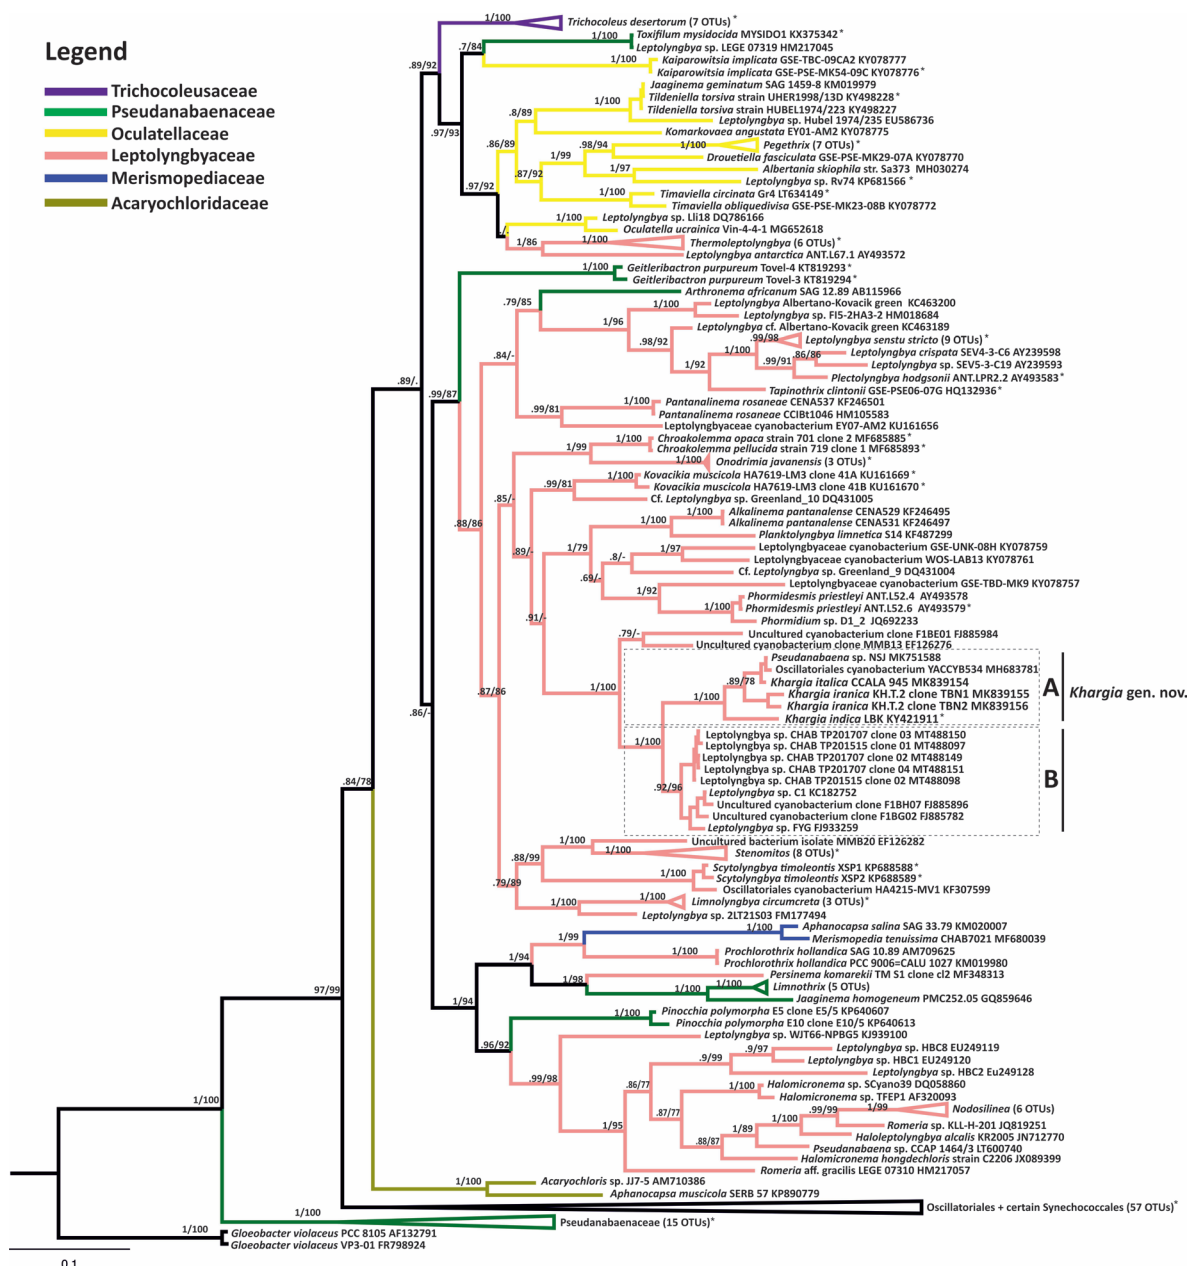 Legend
Trichocoleusaceae
Pseudanabaenaceae
Oculatellaceae
Leptolyngbyaceae
Merismopediaceae
Acaryochloridaceae
1/100
Trichocoleus desertorum (7 OTUs) *
.7/84
1/100
Toxifilum mysidocida MYSIDO1 KX375342 *
Leptolyngbya sp. LEGE 07319 HM217045
.89/92
1/100
Kaiparowitsia implicata GSE-TBC-09CA2 KY078777
Kaiparowitsia implicata GSE-PSE-MK54-09C KY078776 *
Jaaginema geminatum SAG 1459-8 KM019979
1/100
Tildeniella torsiva strain UHER1998/13D KY498228 *
.8/89
Tildeniella torsiva strain HUBEL1974/223 KY498227
Leptolyngbya sp. Hubel 1974/235 EU586736
.97/93
Komarkovaea angustata EY01-AM2 KY078775
.86/89
.98/94
1/100
Pegethrix (7 OTUs) *
1/99
Drouetiella fasciculata GSE-PSE-MK29-07A KY078770
1/97
Albertania skiophila str. Sa373 MH030274
.87/92
Leptolyngbya sp. Rv74 KP681566 *
.97/92
1/100
Timaviella circinata Gr4 LT634149 *
Timaviella obliquedivisa GSE-PSE-MK23-08B KY078772
1/100
Leptolyngbya sp. Lli18 DQ786166
-/-
Oculatella ucrainica Vin-4-4-1 MG652618
1/86
1/100
Thermoleptolyngbya (6 OTUs) *
Leptolyngbya antarctica ANT.L67.1 AY493572
1/100
Geitleribactron purpureum Tovel-4 KT819293 *
Geitleribactron purpureum Tovel-3 KT819294 *
.79/85
Arthronema africanum SAG 12.89 AB115966
1/100
Leptolyngbya Albertano-Kovacik green KC463200
1/96
Leptolyngbya sp. FI5-2HA3-2 HM018684
Leptolyngbya cf. Albertano-Kovacik green KC463189
.98/92
.99/98
Leptolyngbya senstu stricto (9 OTUs) *
.84/-
1/100
.86/86
Leptolyngbya crispata SEV4-3-C6 AY239598
1/92
.99/91
Leptolyngbya sp. SEV5-3-C19 AY239593
.89/.
Plectolyngbya hodgsonii ANT.LPR2.2 AY493583 *
Tapinothrix clintonii GSE-PSE06-07G HQ132936 *
.99/87
1/100
Pantanalinema rosaneae CENA537 KF246501
.99/81
Pantanalinema rosaneae CCIBt1046 HM105583
Leptolyngbyaceae cyanobacterium EY07-AM2 KU161656
1/100
Chroakolemma opaca strain 701 clone 2 MF685885 *
1/99
Chroakolemma pellucida strain 719 clone 1 MF685893 *
1/100
Onodrimia javanensis (3 OTUs) *
1/100
Kovacikia muscicola HA7619-LM3 clone 41A KU161669 *
.99/81
Kovacikia muscicola HA7619-LM3 clone 41B KU161670 *
.85/-
Cf. Leptolyngbya sp. Greenland_10 DQ431005
.88/86
1/100
Alkalinema pantanalense CENA529 KF246495
1/100
Alkalinema pantanalense CENA531 KF246497
Planktolyngbya limnetica S14 KF487299
.89/-
1/79
1/97
Leptolyngbyaceae cyanobacterium GSE-UNK-08H KY078759
.8/-
Leptolyngbyaceae cyanobacterium WOS-LAB13 KY078761
Cf. Leptolyngbya sp. Greenland_9 DQ431004
.69/-
Leptolyngbyaceae cyanobacterium GSE-TBD-MK9 KY078757
1/92
Phormidesmis priestleyi ANT.L52.4 AY493578
1/100
Phormidesmis priestleyi ANT.L52.6 AY493579 *
.91/-
Phormidium sp. D1_2 JQ692233
.79/-
Uncultured cyanobacterium clone F1BE01 FJ885984
Uncultured cyanobacterium clone MMB13 EF126276
Pseudanabaena sp. NSJ MK751588
Oscillatoriales cyanobacterium YACCYB534 MH683781
.89/78
Khargia italica CCALA 945 MK839154
1/100
.87/86
1/100
Khargia iranica KH.T.2 clone TBN1 MK839155
A
Khargia gen. nov.
Khargia iranica KH.T.2 clone TBN2 MK839156
.86/-
Khargia indica LBK KY421911 *
1/100
Leptolyngbya sp. CHAB TP201707 clone 03 MT488150
Leptolyngbya sp. CHAB TP201515 clone 01 MT488097
Leptolyngbya sp. CHAB TP201707 clone 02 MT488149
Leptolyngbya sp. CHAB TP201707 clone 04 MT488151
.84/78
.92/96
Leptolyngbya sp. CHAB TP201515 clone 02 MT488098
B
Leptolyngbya sp. C1 KC182752
Uncultured cyanobacterium clone F1BH07 FJ885896
Uncultured cyanobacterium clone F1BG02 FJ885782
Leptolyngbya sp. FYG FJ933259
1/100
Uncultured bacterium isolate MMB20 EF126282
.88/99
1/100
Stenomitos (8 OTUs) *
Scytolyngbya timoleontis XSP1 KP688588 *
1/100
Scytolyngbya timoleontis XSP2 KP688589 *
.79/89
Oscillatoriales cyanobacterium HA4215-MV1 KF307599
1/100
1/100
Limnolyngbya circumcreta (3 OTUs) *
Leptolyngbya sp. 2LT21S03 FM177494
1/100
Aphanocapsa salina SAG 33.79 KM020007
1/99
Merismopedia tenuissima CHAB7021 MF680039
1/100
Prochlorothrix hollandica SAG 10.89 AM709625
1/94
Prochlorothrix hollandica PCC 9006=CALU 1027 KM019980
97/99
1/98
Persinema komarekii TM S1 clone cl2 MF348313
1/100
1/100
Limnothrix (5 OTUs)
Jaaginema homogeneum PMC252.05 GQ859646
1/94
1/100
Pinocchia polymorpha E5 clone E5/5 KP640607
Pinocchia polymorpha E10 clone E10/5 KP640613
.96/92
Leptolyngbya sp. WJT66-NPBG5 KJ939100
.9/97
Leptolyngbya sp. HBC8 EU249119
.9/99
Leptolyngbya sp. HBC1 EU249120
.99/98
Leptolyngbya sp. HBC2 Eu249128
.86/77
1/100
Halomicronema sp. SCyano39 DQ058860
1/100
Halomicronema sp. TFEP1 AF320093
.99/99
1/99
Nodosilinea (6 OTUs)
.87/77
1/100
Romeria sp. KLL-H-201 JQ819251
1/95
1/89
Haloleptolyngbya alcalis KR2005 JN712770
.88/87
Pseudanabaena sp. CCAP 1464/3 LT600740
Halomicronema hongdechloris strain C2206 JX089399
Romeria aff. gracilis LEGE 07310 HM217057
1/100
Acaryochloris sp. JJ7-5 AM710386
Aphanocapsa muscicola SERB 57 KP890779
1/100
Oscillatoriales + certain Synechococcales (57 OTUs) *
1/100
Pseudanabaenaceae (15 OTUs) *
1/100
Gloeobacter violaceus PCC 8105 AF132791
Gloeobacter violaceus VP3-01 FR798924
0.1